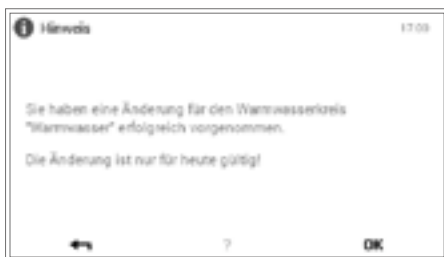 Hinweis 17:03
Sie haben eine Änderung für den Warmwasserkreis
"Warmwasser" erfolgreich vorgenommen.
Die Änderung ist nur für heute gültig!
? OK